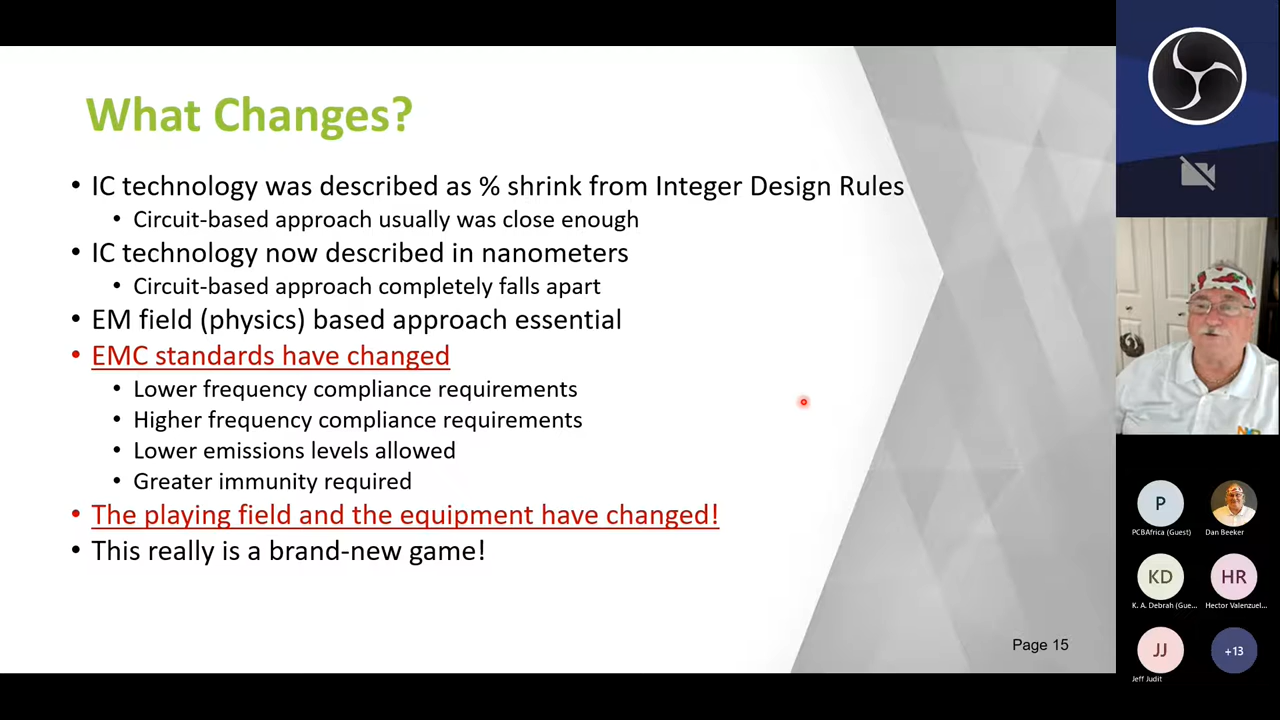 What Changes?
• IC technology was described as % shrink from Integer Design Rules
• Circuit-based approach usually was close enough
• IC technology now described in nanometers
• Circuit-based approach completely falls apart
• EM field (physics) based approach essential
• EMC standards have changed
• Lower frequency compliance requirements
• Higher frequency compliance requirements
• Lower emissions levels allowed
• Greater immunity required
• The playing field and the equipment have changed!
• This really is a brand-new game!
Page 15
P
PCBAfrica (Guest)
Dan Beeker
KD
HR
K. A. Debrah (Gue...
Hector Valenzuel...
JJ
+13
Jeff Judit